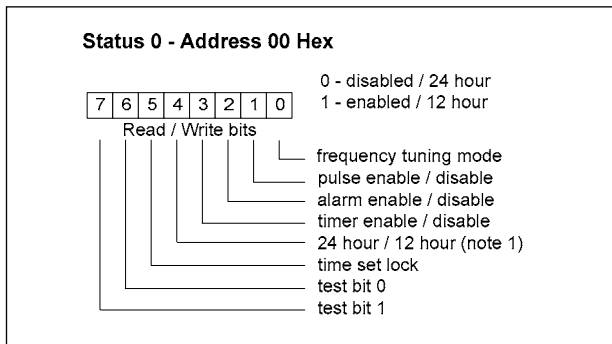 Status 0 - Address 00 Hex
0 - disabled / 24 hour
1 - enabled / 12 hour
7 6 5 4 3 2 1 0
Read / Write bits
frequency tuning mode
pulse enable / disable
alarm enable / disable
timer enable / disable
24 hour / 12 hour (note 1)
time set lock
test bit 0
test bit 1